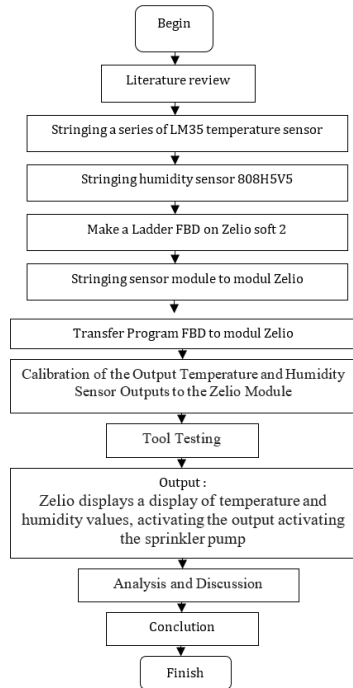 Begin
Literature review
Stringing a series of LM35 temperature sensor
Stringing humidity sensor 808H5V5
Make a Ladder FBD on Zelio soft 2
Stringing sensor module to modul Zelio
Transfer Program FBD to modul Zelio
Calibration of the Output Temperature and Humidity
Sensor Outputs to the Zelio Module
Tool Testing
Output :
Zelio displays a display of temperature and
humidity values, activating the output activating
the sprinkler pump
Analysis and Discussion
Conclution
Finish